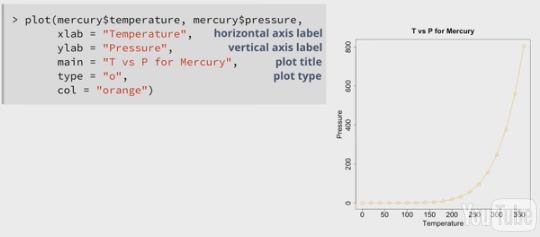 > plot(mercury$temperature, mercury$pressure,
xlab = "Temperature", horizontal axis label
ylab = "Pressure", vertical axis label
main = "T vs P for Mercury", plot title
type = "o", plot type
col = "orange")
T vs P for Mercury
800
600
400
200
0
Pressure
0 50 100 150 200 250 300 350
Temperature
YouTube